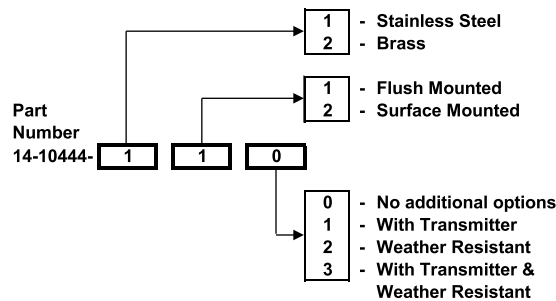 1 - Stainless Steel
2 - Brass
1 - Flush Mounted
2 - Surface Mounted
Part
Number
14-10444- 1 1 0
0 - No additional options
1 - With Transmitter
2 - Weather Resistant
3 - With Transmitter &
Weather Resistant